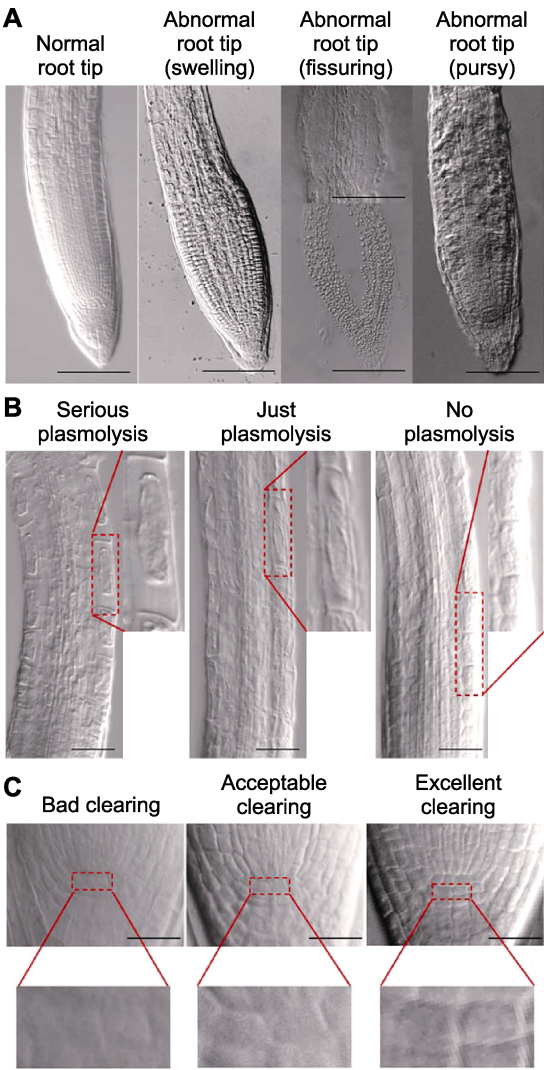 A
Normal
root tip
Abnormal
root tip
(swelling)
Abnormal
root tip
(fissuring)
Abnormal
root tip
(pursy)
B
Serious
plasmolysis
Just
plasmolysis
No
plasmolysis
C
Bad clearing
Acceptable
clearing
Excellent
clearing